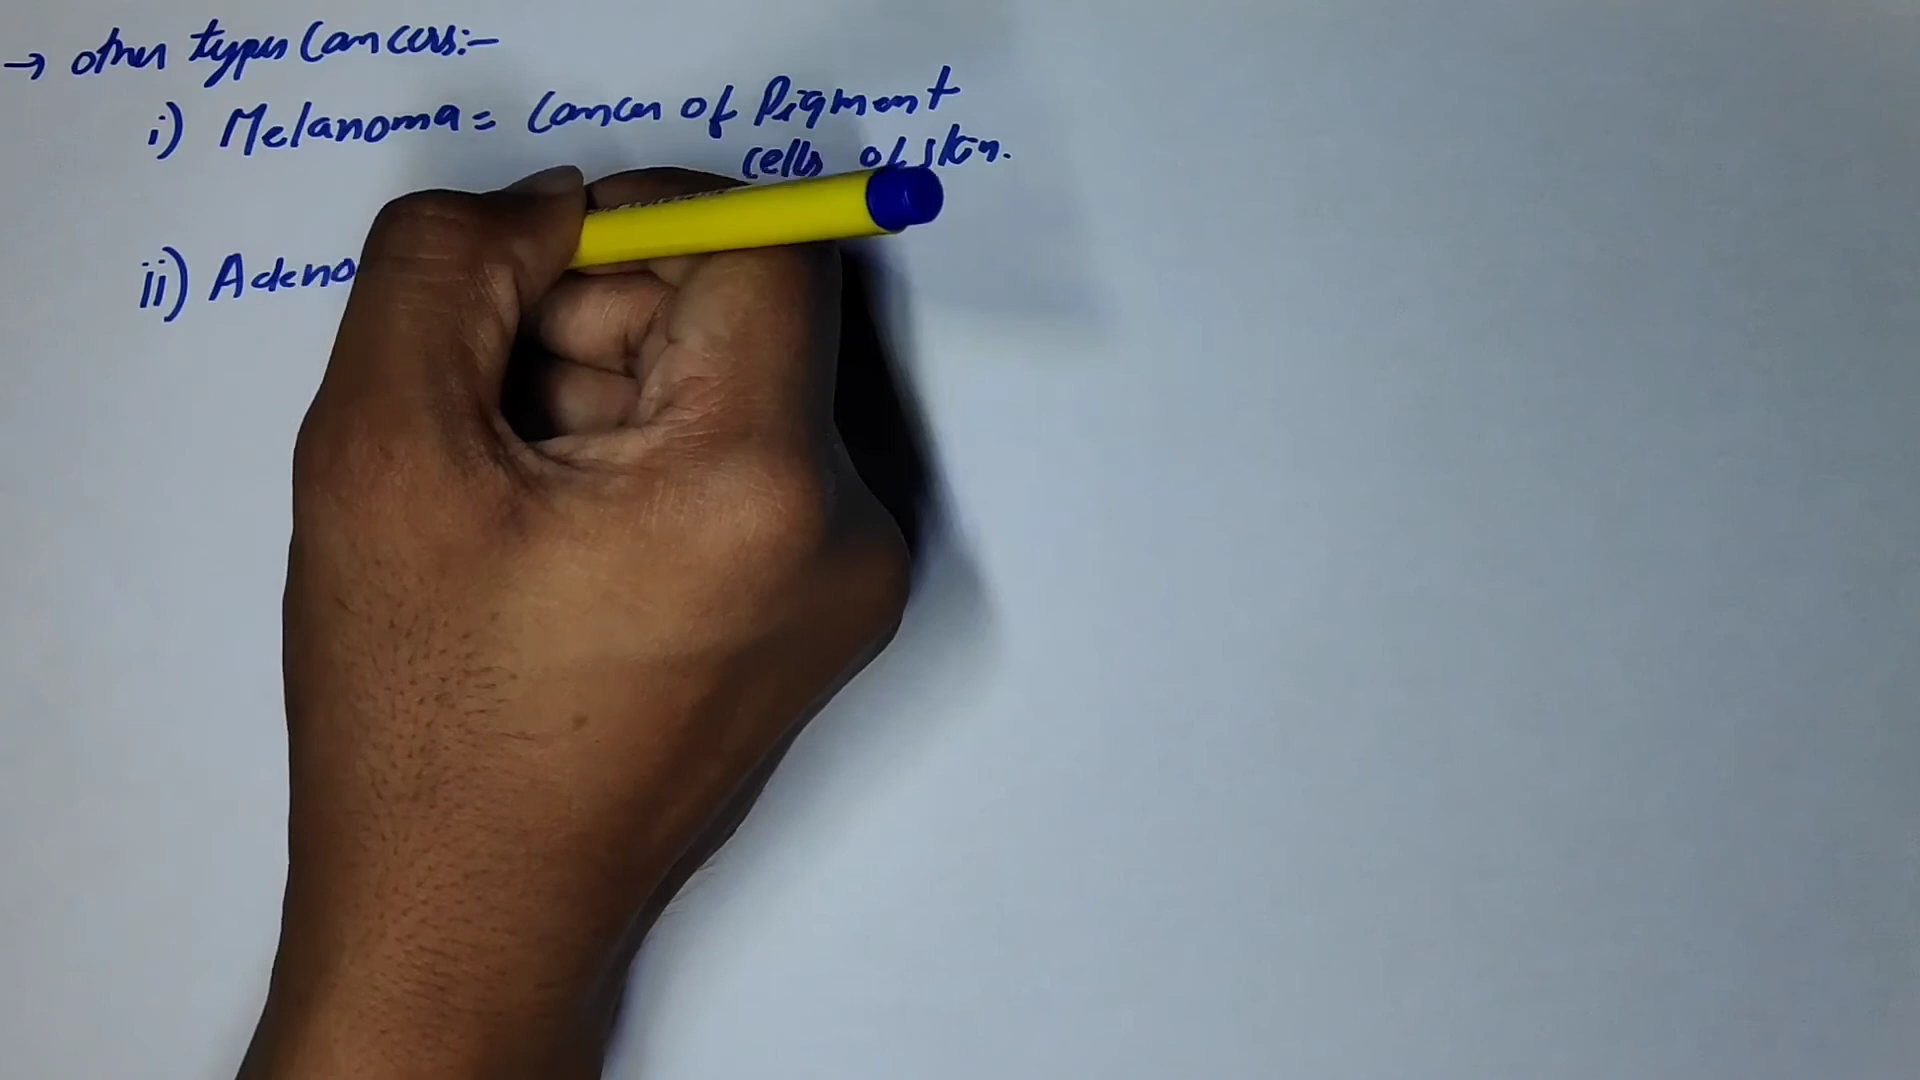 → other types Cancers:-
i) Melanoma = Cancer of Pigment
cells of skin.
ii) Adeno